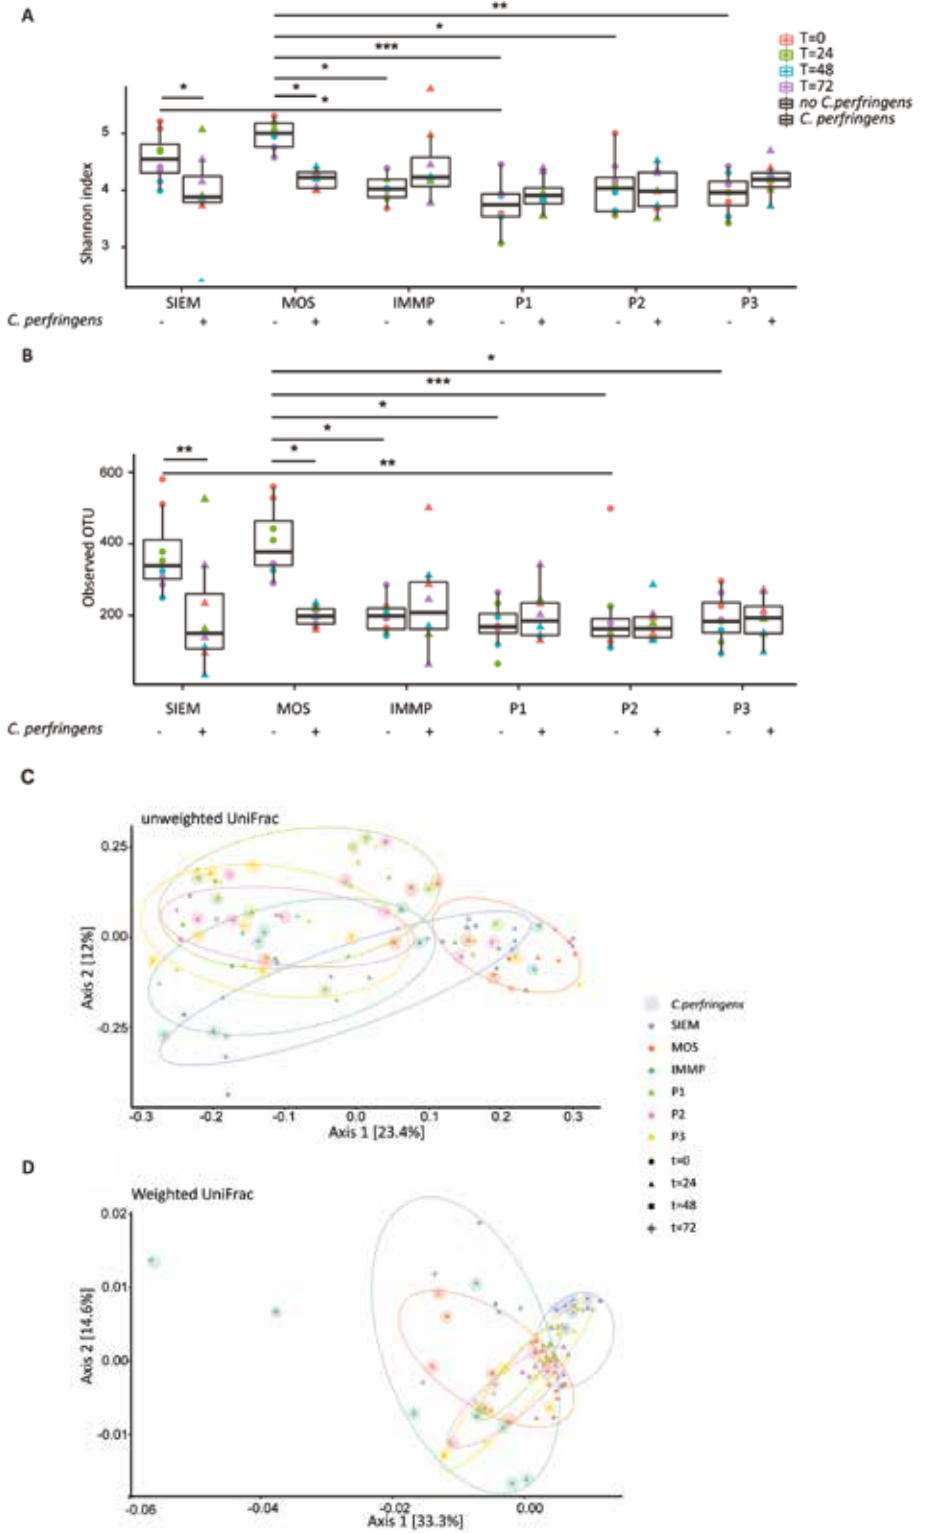 A
**
*
***
*
*
*
*
T=0
T=24
T=48
T=72
no C.perfringens
C. perfringens
Shannon index
5
4
3
SIEM MOS IMMP P1 P2 P3
C. perfringens - + - + - + - + - + - +
B
*
***
*
*
**
*
**
Observed OTU
600
400
200
SIEM MOS IMMP P1 P2 P3
C. perfringens - + - + - + - + - + - +
C
unweighted UniFrac
Axis 2 [12%]
0.25
0.00
-0.25
-0.3 -0.2 -0.1 0.0 0.1 0.2 0.3
Axis 1 [23.4%]
C.perfringens
SIEM
MOS
IMMP
P1
P2
P3
t=0
t=24
t=48
t=72
D
Weighted UniFrac
Axis 2 [14.6%]
0.02
0.01
0.00
-0.01
-0.06 -0.04 -0.02 0.00
Axis 1 [33.3%]